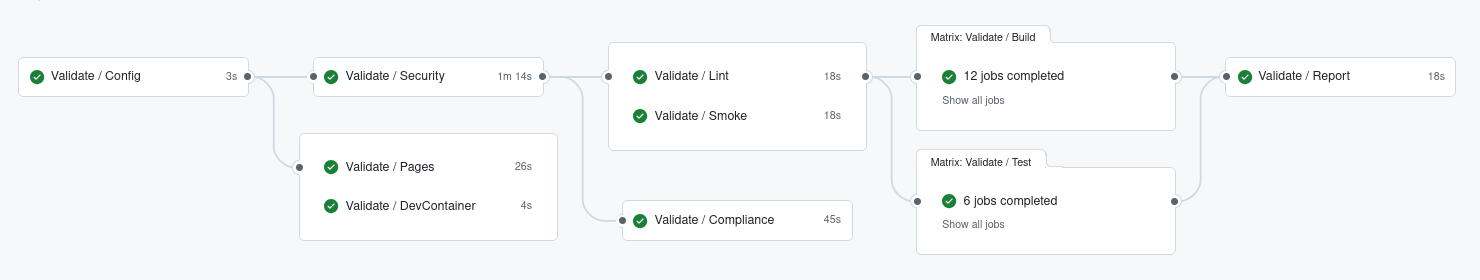 Validate / Config 3s
Validate / Security 1m 14s
Validate / Pages 26s
Validate / DevContainer 4s
Validate / Lint 18s
Validate / Smoke 18s
Validate / Compliance 45s
Matrix: Validate / Build
12 jobs completed
Show all jobs
Matrix: Validate / Test
6 jobs completed
Show all jobs
Validate / Report 18s